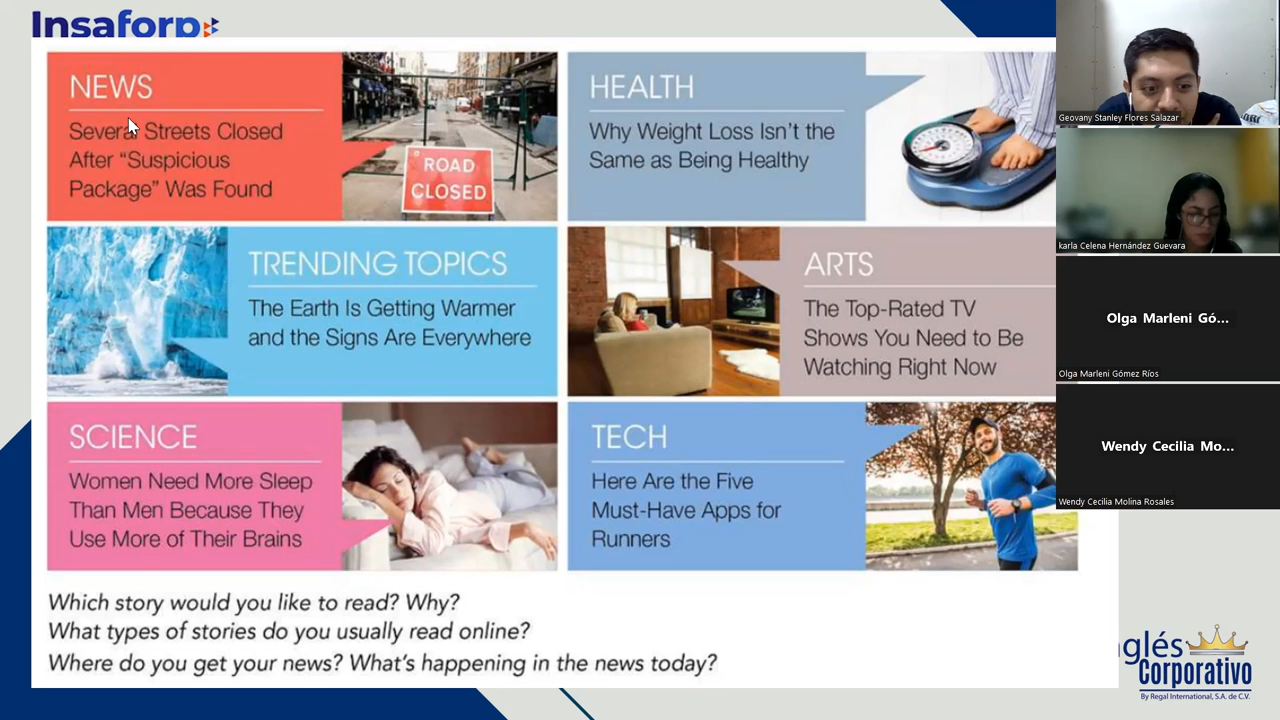 Insaforp
NEWS
Several Streets Closed
After “Suspicious
Package” Was Found
ROAD
CLOSED
HEALTH
Why Weight Loss Isn’t the
Same as Being Healthy
TRENDING TOPICS
The Earth Is Getting Warmer
and the Signs Are Everywhere
ARTS
The Top-Rated TV
Shows You Need to Be
Watching Right Now
SCIENCE
Women Need More Sleep
Than Men Because They
Use More of Their Brains
TECH
Here Are the Five
Must-Have Apps for
Runners
Which story would you like to read? Why?
What types of stories do you usually read online?
Where do you get your news? What’s happening in the news today?
Geovany Stanley Flores Salazar
karla Celena Hernández Guevara
Olga Marleni Gó...
Olga Marleni Gómez Ríos
Wendy Cecilia Mo...
Wendy Cecilia Molina Rosales
glés
Corporativo
By Regal International, S.A. de C.V.